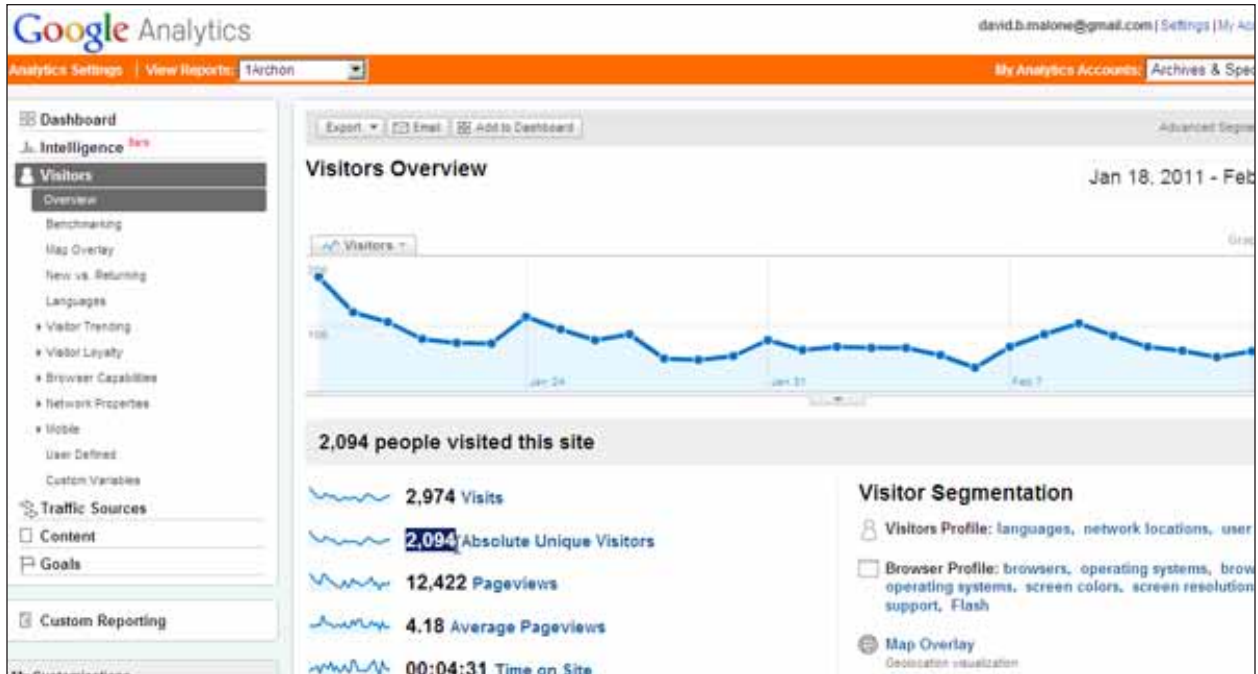 Google Analytics
david.b.malone@gmail.com | Settings | My
Analytics Settings | View Reports: 1Archon
My Analytics Accounts: Archives & Spec
Dashboard
Intelligence Beta
Visitors
Overview
Benchmarking
Map Overlay
New vs. Returning
Languages
Visitor Trending
Visitor Loyalty
Browser Capabilities
Network Properties
Mobile
User Defined
Custom Variables
Traffic Sources
Content
Goals
Custom Reporting
Export Email Add to Dashboard
Advanced Segme
Visitors Overview
Jan 18, 2011 - Feb
Visitors
Grap
200
100
Jan 24 Jan 31 Feb 7
2,094 people visited this site
2,974 Visits
2,094 Absolute Unique Visitors
12,422 Pageviews
4.18 Average Pageviews
00:04:31 Time on Site
Visitor Segmentation
Visitors Profile: languages, network locations, user
Browser Profile: browsers, operating systems, brow
operating systems, screen colors, screen resolution
support, Flash
Map Overlay
Geolocation visualization